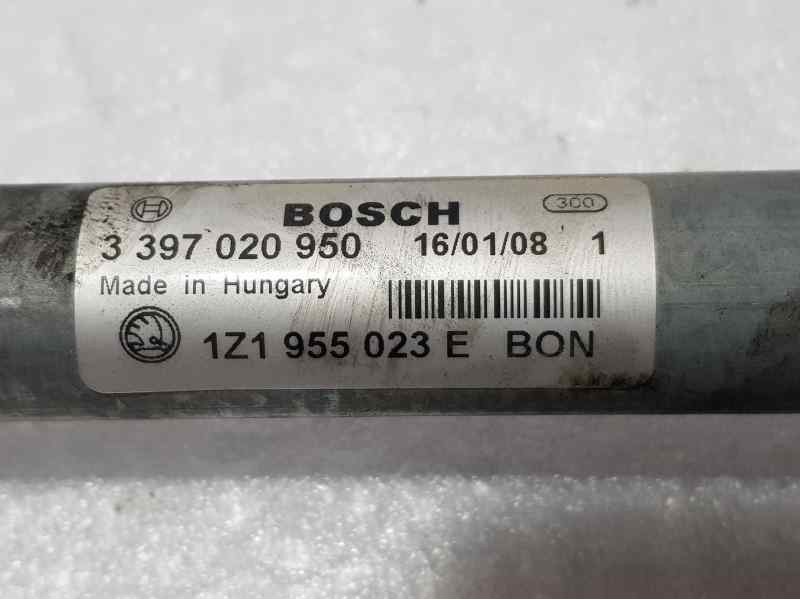 BOSCH 300
3 397 020 950 16/01/08 1
Made in Hungary
1Z1 955 023 E BON